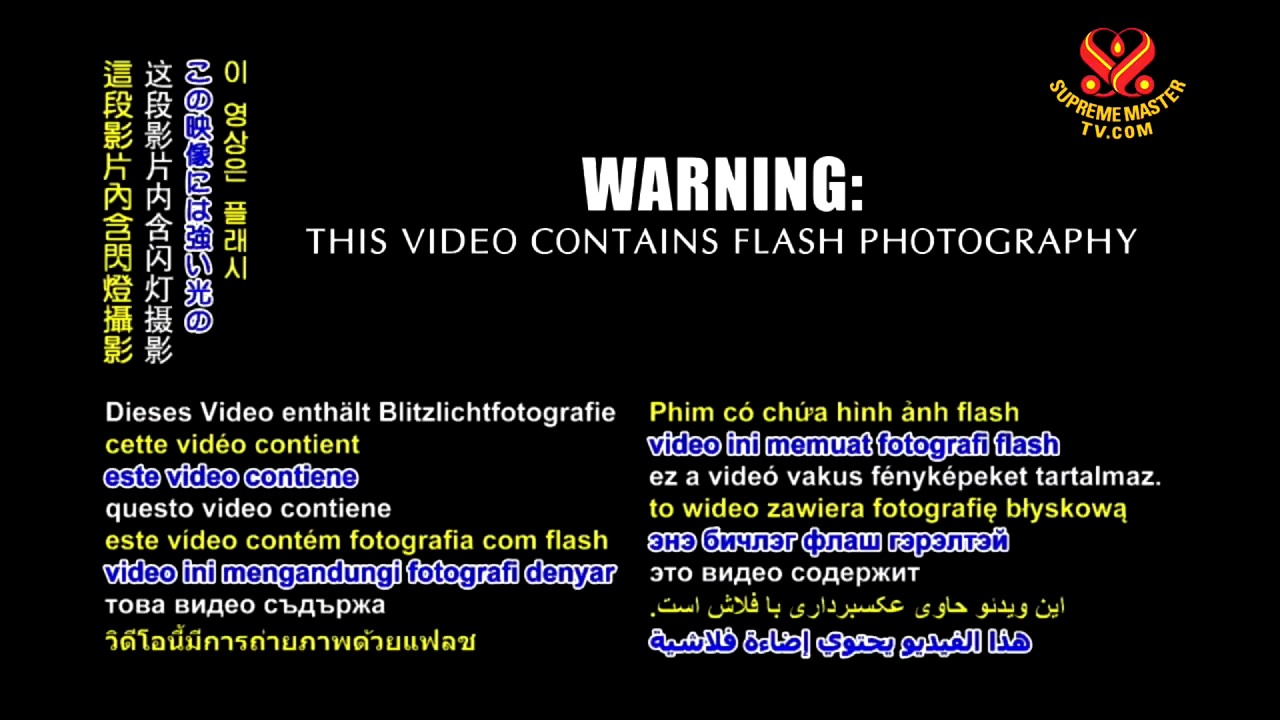 SUPREME MASTER
TV.COM
這段影片內含閃燈攝影
这段影片内含闪灯摄影
この映像には強い光の
이 영상은 플래시
WARNING:
THIS VIDEO CONTAINS FLASH PHOTOGRAPHY
Dieses Video enthält Blitzlichtfotografie
cette vidéo contient
este video contiene
questo video contiene
este vídeo contém fotografia com flash
video ini mengandungi fotografi denyar
това видео съдържа
วิดีโอนี้มีการถ่ายภาพด้วยแฟลช
Phim có chứa hình ảnh flash
video ini memuat fotografi flash
ez a videó vakus fényképeket tartalmaz.
to wideo zawiera fotografię błyskową
энэ бичлэг флаш гэрэлтэй
это видео содержит
این ویدئو حاوی عکسبرداری با فلاش است.
هذا الفيديو يحتوي إضاءة فلاشية